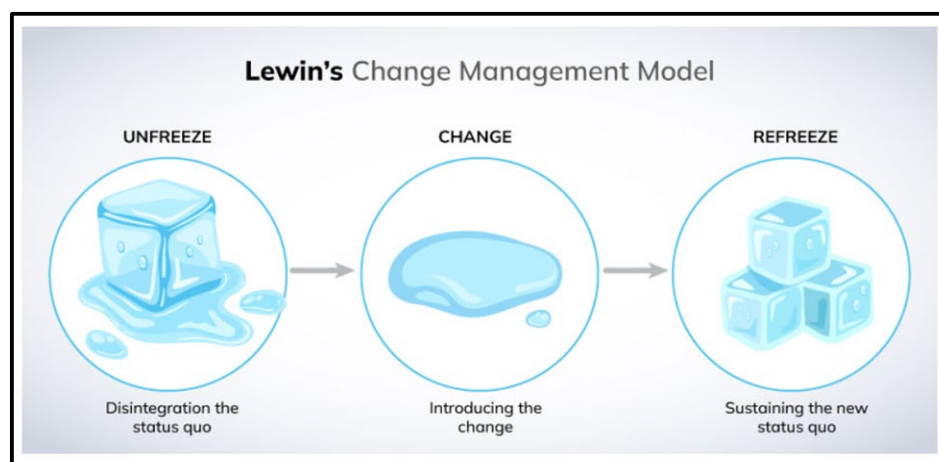 Lewin's Change Management Model
UNFREEZE
CHANGE
REFREEZE
Disintegration the
status quo
Introducing the
change
Sustaining the new
status quo